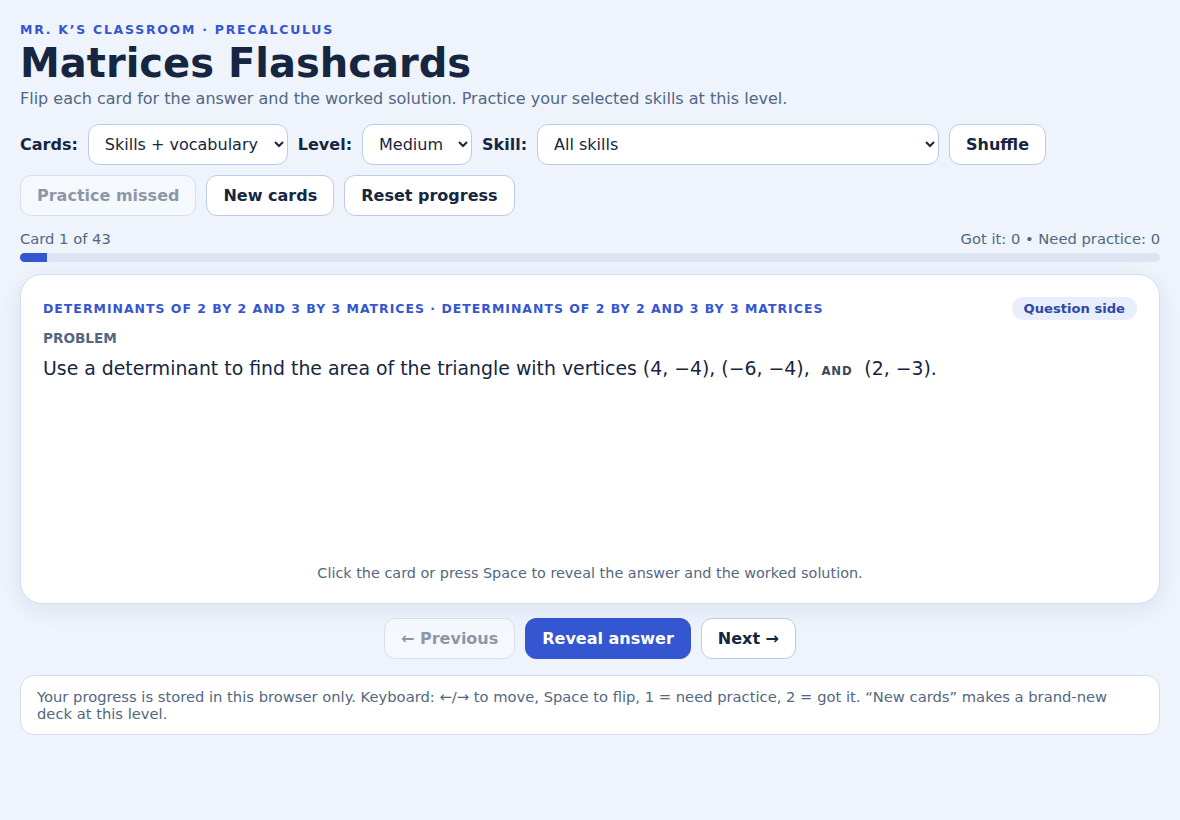 MR. K’S CLASSROOM · PRECALCULUS
Matrices Flashcards
Flip each card for the answer and the worked solution. Practice your selected skills at this level.
Cards: Skills + vocabulary Level: Medium Skill: All skills Shuffle
Practice missed New cards Reset progress
Card 1 of 43 Got it: 0 • Need practice: 0
DETERMINANTS OF 2 BY 2 AND 3 BY 3 MATRICES · DETERMINANTS OF 2 BY 2 AND 3 BY 3 MATRICES Question side
PROBLEM
Use a determinant to find the area of the triangle with vertices (4, −4), (−6, −4), AND (2, −3).
Click the card or press Space to reveal the answer and the worked solution.
← Previous Reveal answer Next →
Your progress is stored in this browser only. Keyboard: ←/→ to move, Space to flip, 1 = need practice, 2 = got it. “New cards” makes a brand-new
deck at this level.